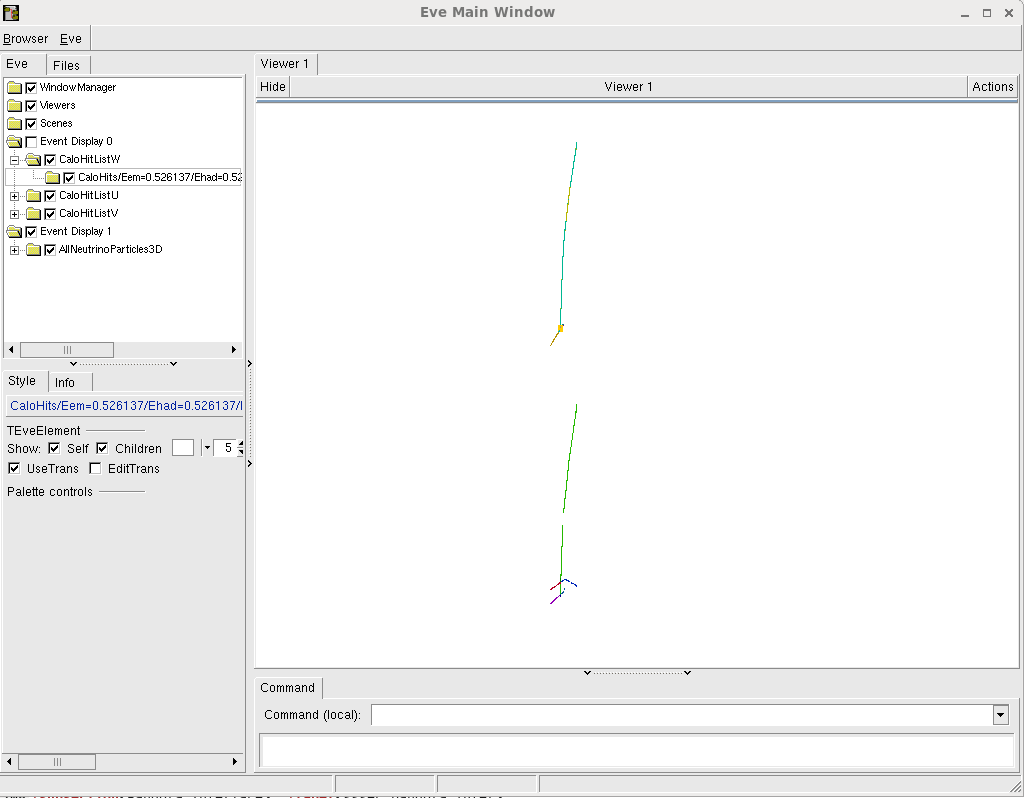 Eve Main Window
Browser Eve
Eve Files
WindowManager
Viewers
Scenes
Event Display 0
CaloHitListW
CaloHits/Eem=0.526137/Ehad=0.52
CaloHitListU
CaloHitListV
Event Display 1
AllNeutrinoParticles3D
Style Info
CaloHits/Eem=0.526137/Ehad=0.526137/
TEveElement
Show: Self Children 5
UseTrans EditTrans
Palette controls
Viewer 1
Hide Viewer 1 Actions
Command
Command (local):